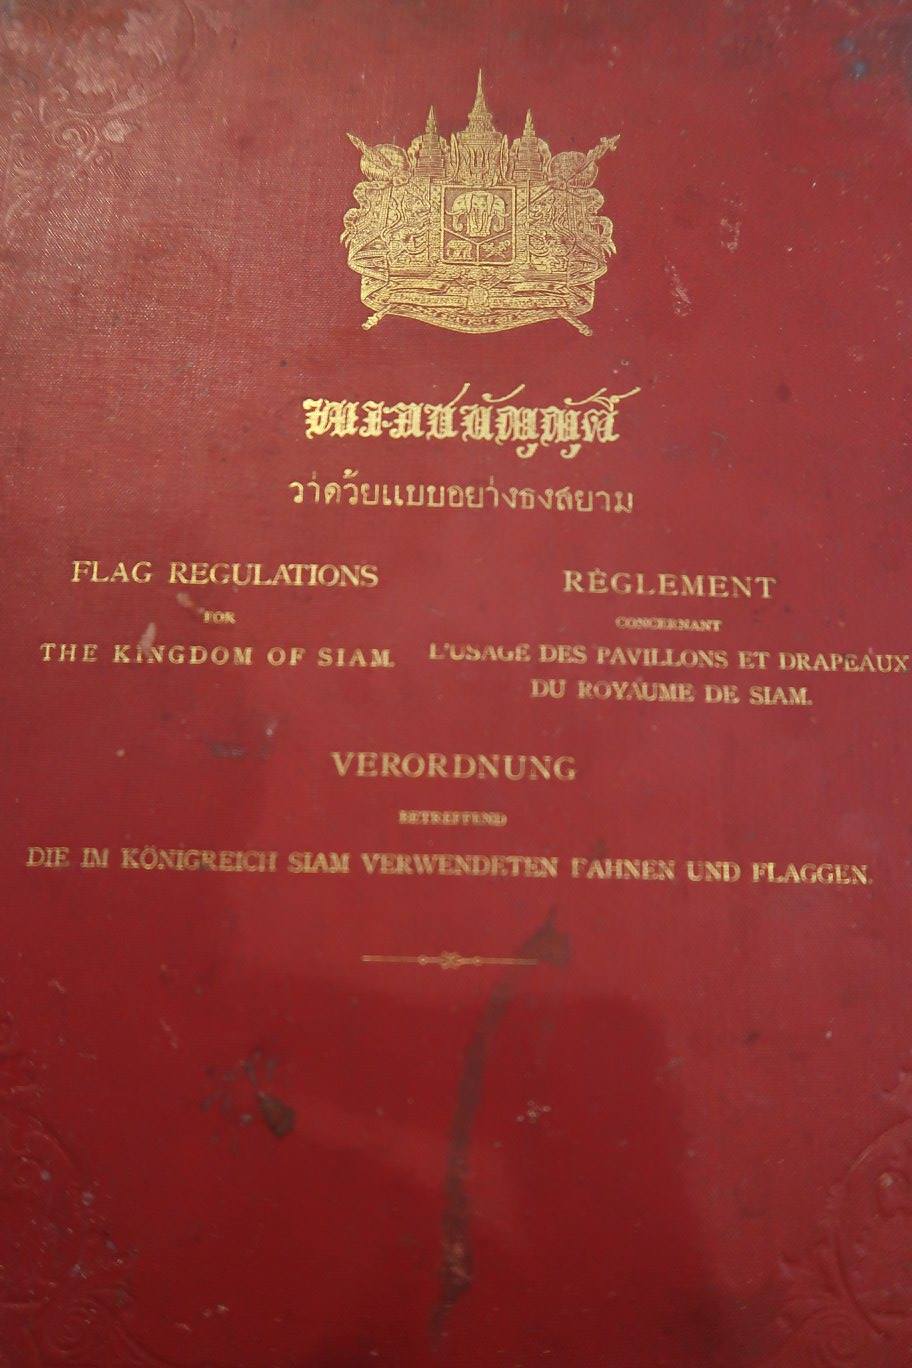 พระราชบัญญัติ
ว่าด้วยแบบอย่างธงสยาม
FLAG REGULATIONS
FOR
THE KINGDOM OF SIAM.
RÈGLEMENT
CONCERNANT
L'USAGE DES PAVILLONS ET DRAPEAUX
DU ROYAUME DE SIAM.
VERORDNUNG
BETREFFEND
DIE IM KÖNIGREICH SIAM VERWENDETEN FAHNEN UND FLAGGEN.